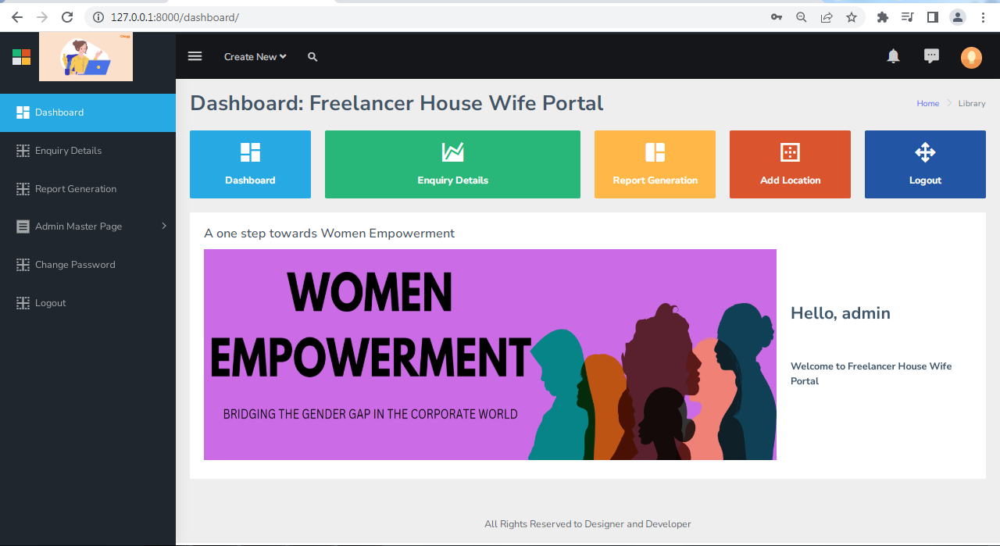 127.0.0.1:8000/dashboard/
Chegg
Create New
Dashboard
Enquiry Details
Report Generation
Admin Master Page
Change Password
Logout
Dashboard: Freelancer House Wife Portal
Home
Library
Dashboard
Enquiry Details
Report Generation
Add Location
Logout
A one step towards Women Empowerment
WOMEN
EMPOWERMENT
BRIDGING THE GENDER GAP IN THE CORPORATE WORLD
Hello, admin
Welcome to Freelancer House Wife
Portal
All Rights Reserved to Designer and Developer